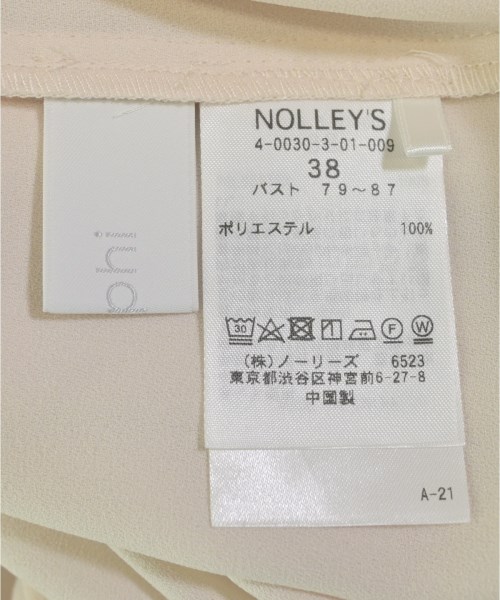 NOLLEY'S
4-0030-3-01-009
38
バスト 79～87
ポリエステル 100%
30 F W
(株)ノーリーズ 6523
東京都渋谷区神宮前6-27-8
中国製
A-21